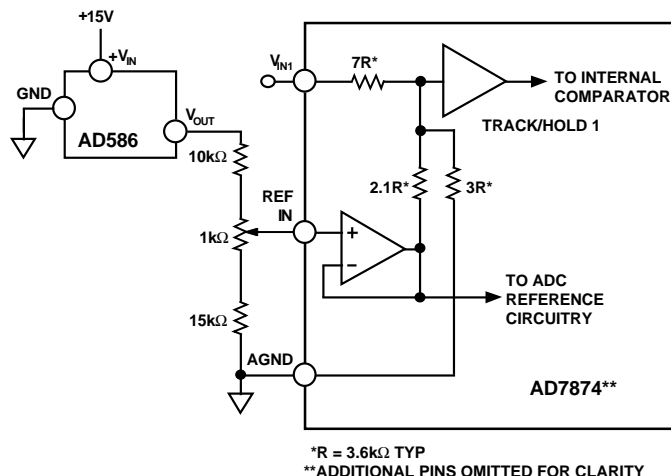 +15V
+VIN
GND
VOUT
AD586
10kΩ
1kΩ
15kΩ
VIN1
7R*
TO INTERNAL
COMPARATOR
TRACK/HOLD 1
2.1R*
3R*
REF
IN
+
–
TO ADC
REFERENCE
CIRCUITRY
AGND
AD7874**
*R = 3.6kΩ TYP
**ADDITIONAL PINS OMITTED FOR CLARITY